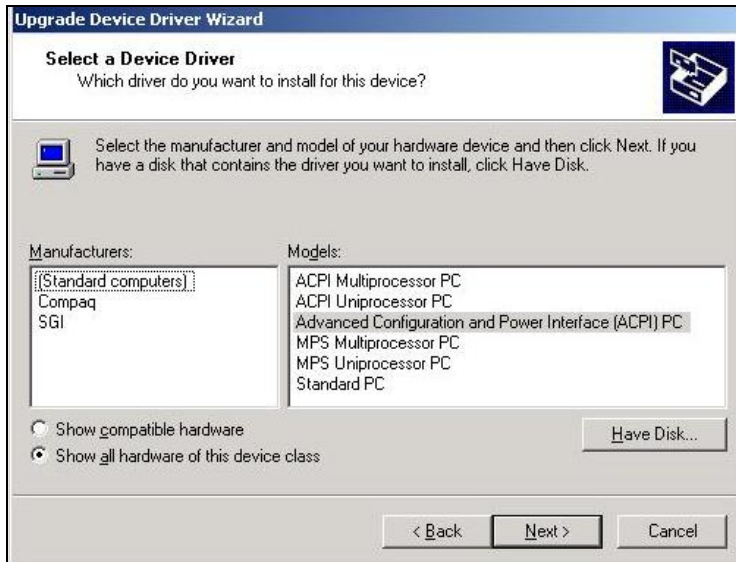 Upgrade Device Driver Wizard
Select a Device Driver
Which driver do you want to install for this device?
Select the manufacturer and model of your hardware device and then click Next. If you
have a disk that contains the driver you want to install, click Have Disk.
Manufacturers:
(Standard computers)
Compaq
SGI
Models:
ACPI Multiprocessor PC
ACPI Uniprocessor PC
Advanced Configuration and Power Interface (ACPI) PC
MPS Multiprocessor PC
MPS Uniprocessor PC
Standard PC
Show compatible hardware
Show all hardware of this device class
Have Disk...
< Back
Next >
Cancel